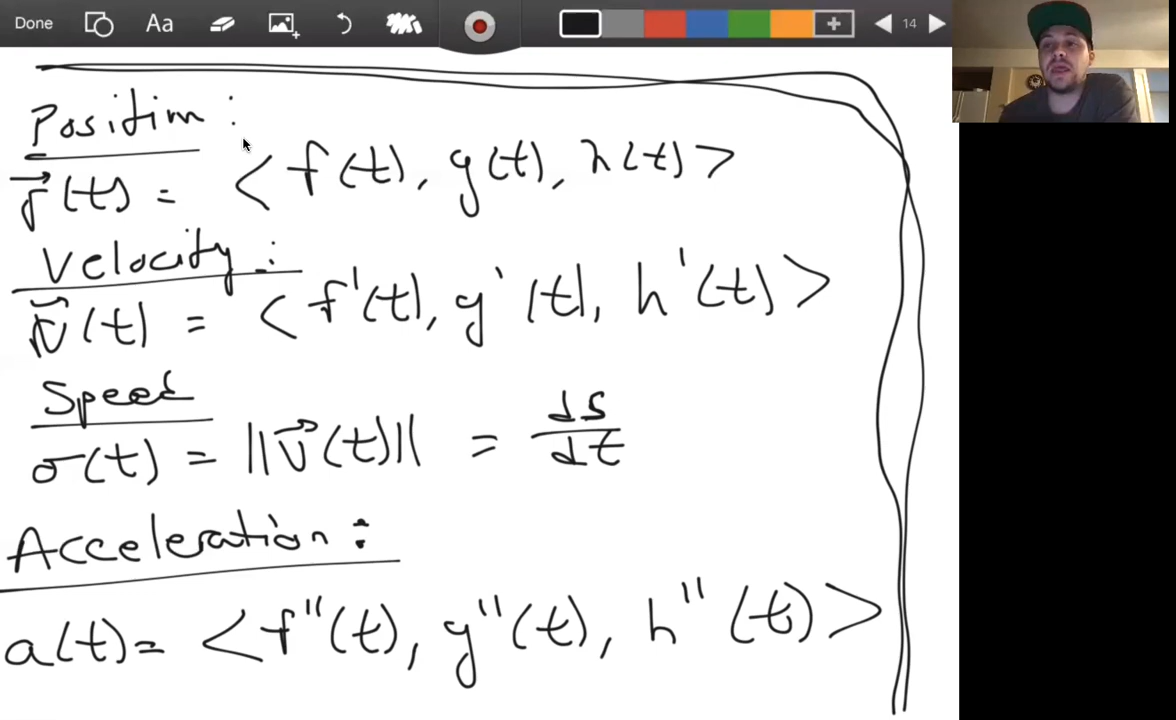 Done Aa 14
Position :
r⃗(t) = < f(t), g(t), h(t) >
Velocity :
v⃗(t) = < f'(t), g'(t), h'(t) >
Speed
σ(t) = ||v⃗(t)|| = ds/dt
Acceleration :
a(t) = < f''(t), g''(t), h''(t) >